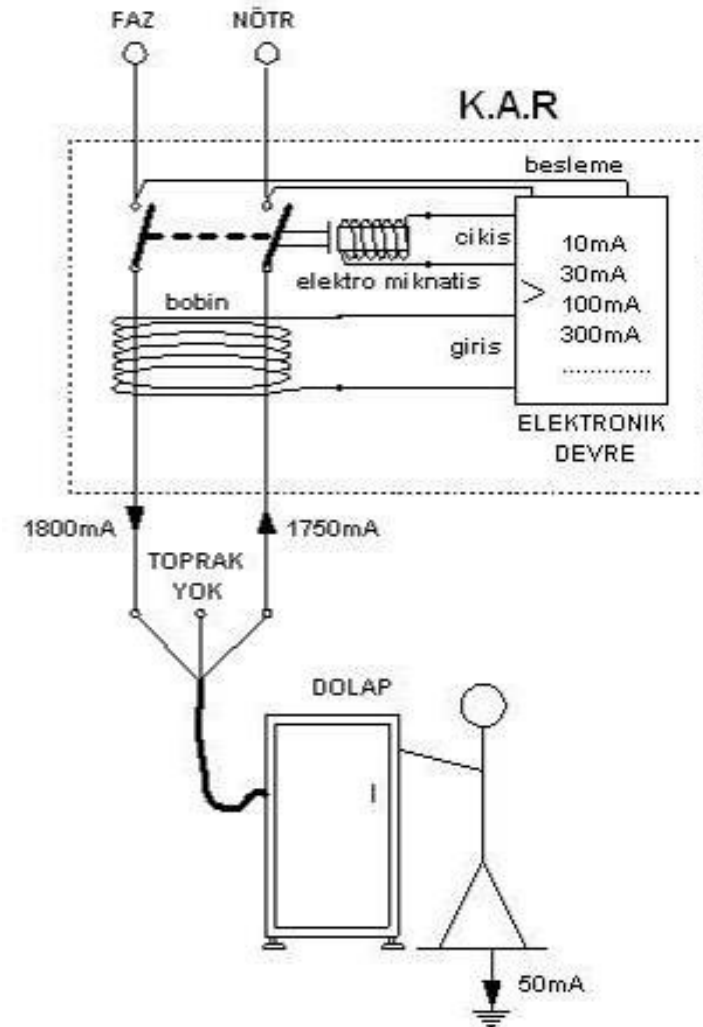 FAZ NÖTR
K.A.R
besleme
cikis
10mA
30mA
100mA
300mA
..............
elektro miknatis
bobin
giris
ELEKTRONIK
DEVRE
1800mA 1750mA
TOPRAK
YOK
DOLAP
50mA